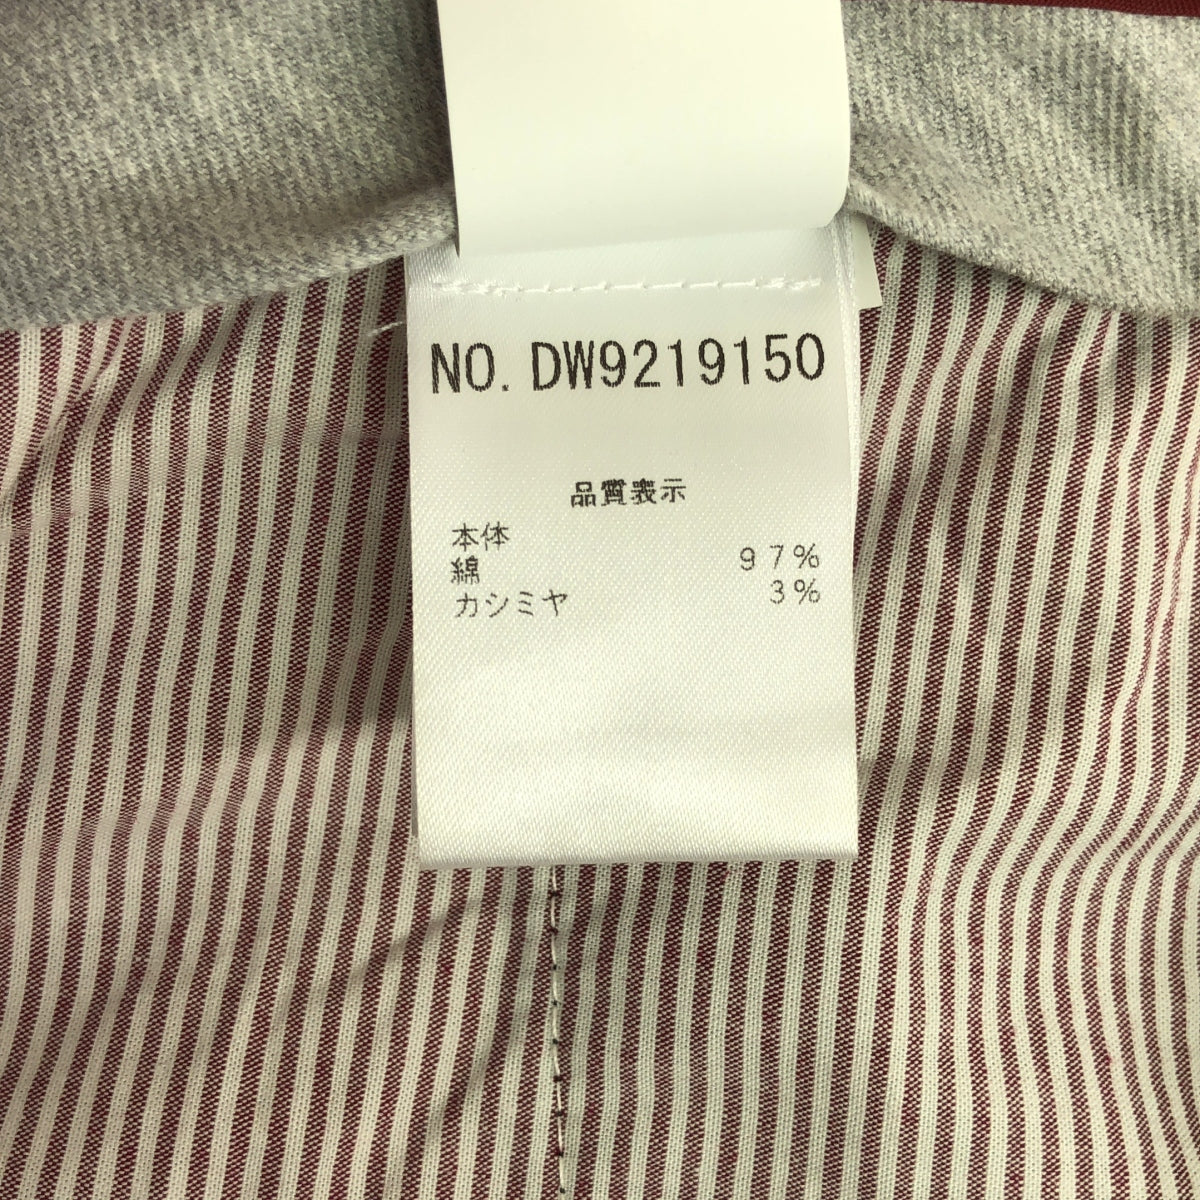 NO. DW9219150
品質表示
本体
綿 97%
カシミヤ 3%